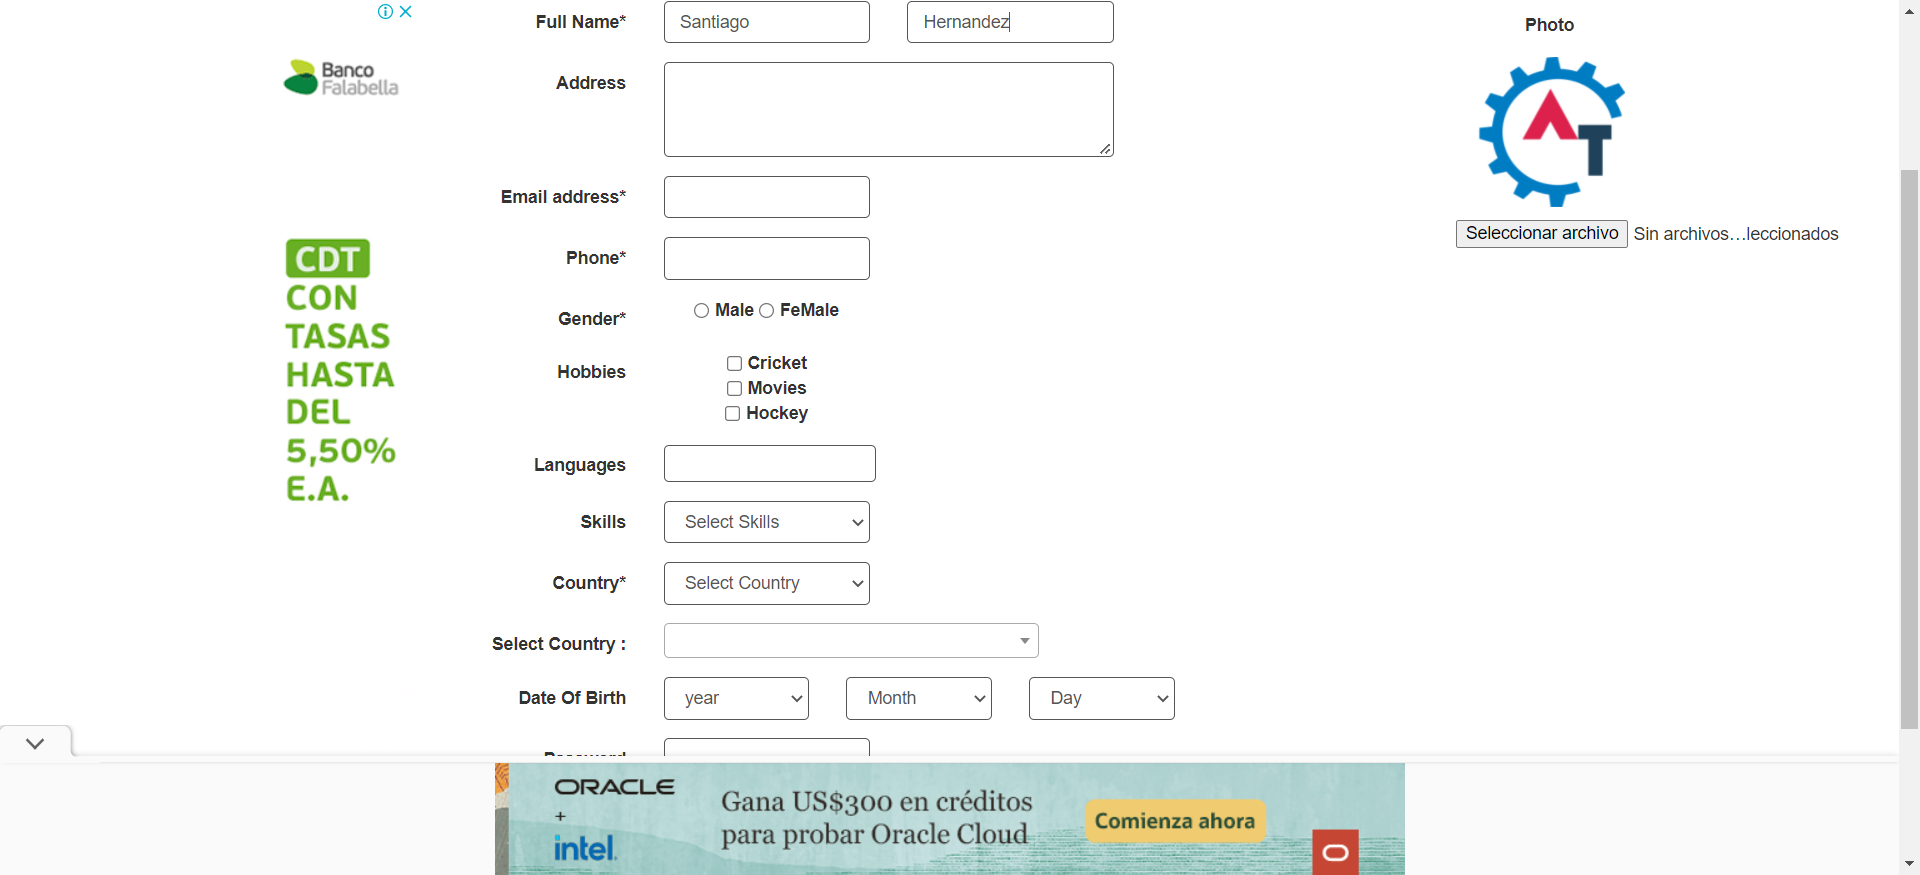 Full Name*
Santiago
Hernandez
Photo
Banco
Falabella
Address
AT
Email address*
Seleccionar archivo Sin archivos…leccionados
Phone*
CDT
CON
TASAS
HASTA
DEL
5,50%
E.A.
Gender*
Male FeMale
Hobbies
Cricket
Movies
Hockey
Languages
Skills
Select Skills
Country*
Select Country
Select Country :
Date Of Birth
year
Month
Day
Password
ORACLE
+
intel.
Gana US$300 en créditos
para probar Oracle Cloud
Comienza ahora